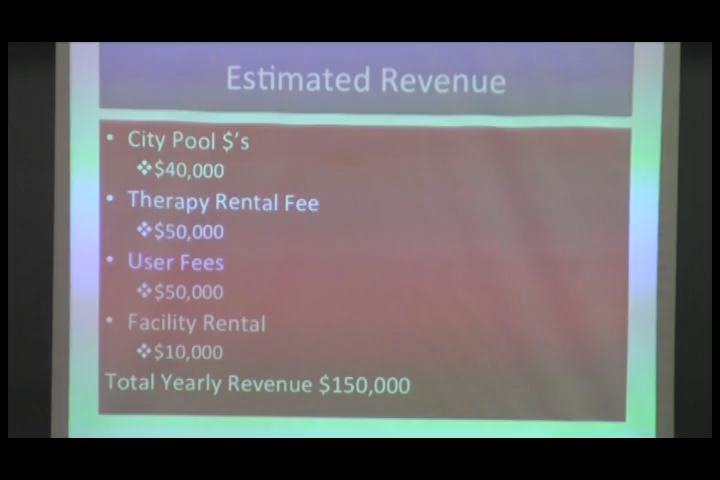 Estimated Revenue
• City Pool $'s
❖$40,000
• Therapy Rental Fee
❖$50,000
• User Fees
❖$50,000
• Facility Rental
❖$10,000
Total Yearly Revenue $150,000